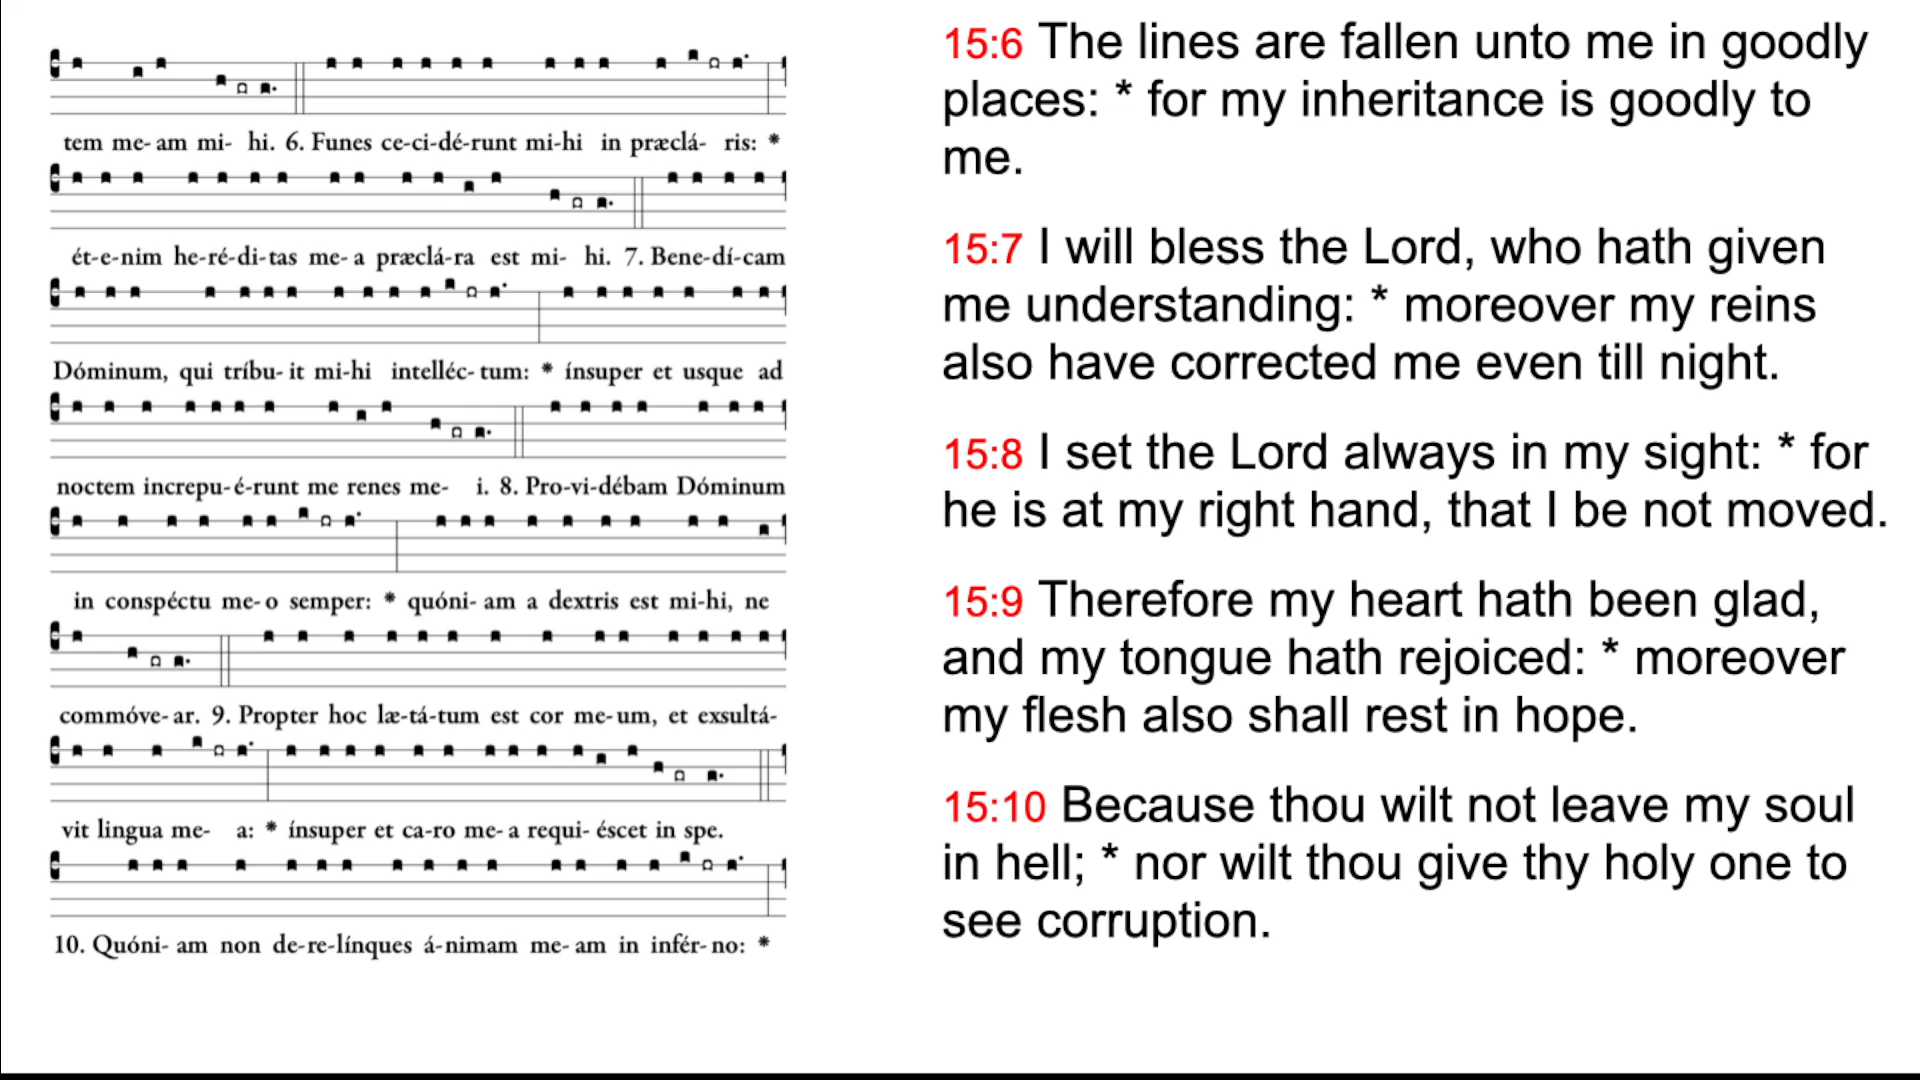 tem me- am mi- hi. 6. Funes ce-ci-dé-runt mi-hi in præclá- ris: *
ét-e-nim he-ré-di-tas me- a præclá-ra est mi- hi. 7. Bene-dí-cam
Dóminum, qui tríbu- it mi-hi intelléc- tum: * ínsuper et usque ad
noctem increpu-é-runt me renes me- i. 8. Pro-vi-débam Dóminum
in conspéctu me- o semper: * quóni- am a dextris est mi-hi, ne
commóve- ar. 9. Propter hoc læ-tá-tum est cor me- um, et exsultá-
vit lingua me- a: * ínsuper et ca-ro me- a requi- éscet in spe.
10. Quóni- am non de-re-línques á-nimam me- am in infér- no: *
15:6 The lines are fallen unto me in goodly
places: * for my inheritance is goodly to
me.
15:7 I will bless the Lord, who hath given
me understanding: * moreover my reins
also have corrected me even till night.
15:8 I set the Lord always in my sight: * for
he is at my right hand, that I be not moved.
15:9 Therefore my heart hath been glad,
and my tongue hath rejoiced: * moreover
my flesh also shall rest in hope.
15:10 Because thou wilt not leave my soul
in hell; * nor wilt thou give thy holy one to
see corruption.